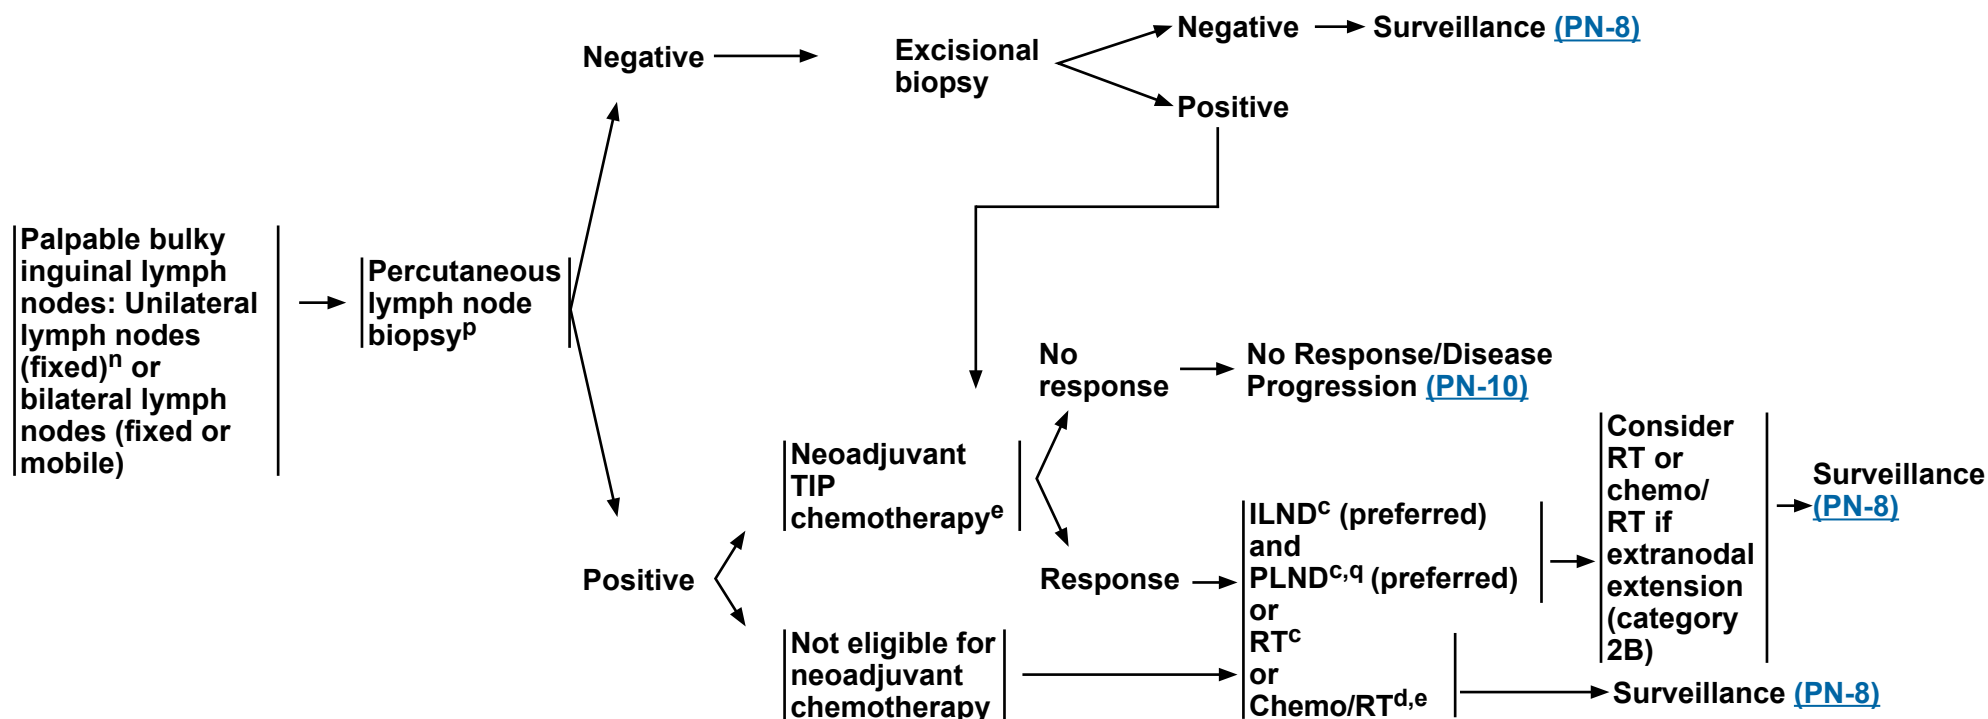 Palpable bulky
inguinal lymph
nodes: Unilateral
lymph nodes
(fixed)ⁿ or
bilateral lymph
nodes (fixed or
mobile)
Percutaneous
lymph node
biopsyᵖ
Negative
Excisional
biopsy
Negative
Surveillance (PN-8)
Positive
Positive
Neoadjuvant
TIP
chemotherapyᵉ
No
response
No Response/Disease
Progression (PN-10)
Response
Not eligible for
neoadjuvant
chemotherapy
ILNDᶜ (preferred)
and
PLNDᶜ,q (preferred)
or
RTᶜ
or
Chemo/RTᵈ,ᵉ
Consider
RT or
chemo/
RT if
extranodal
extension
(category
2B)
Surveillance
(PN-8)
Surveillance (PN-8)